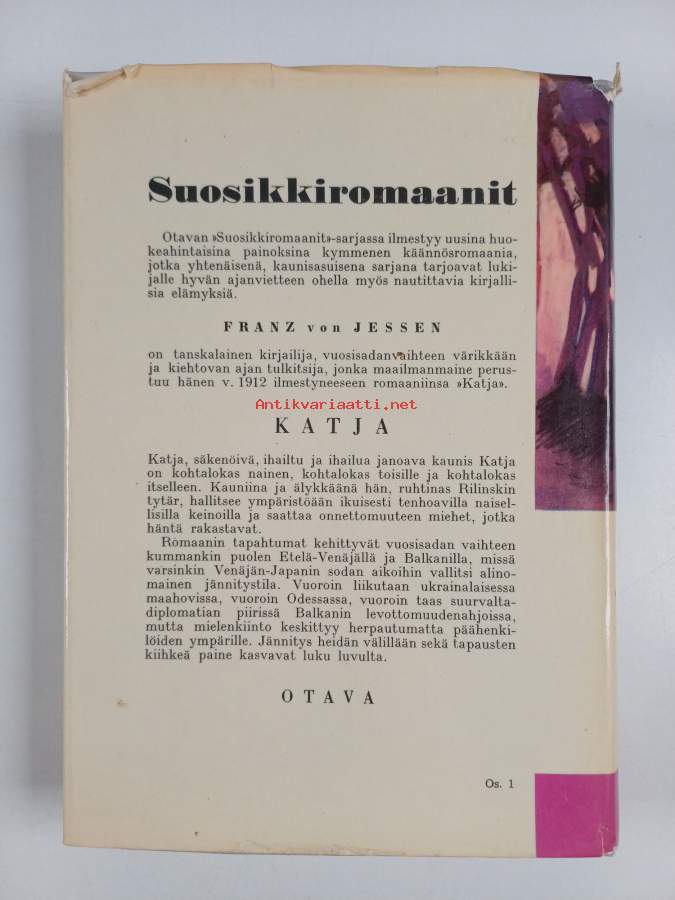 Suosikkiromaanit
Otavan »Suosikkiromaanit»-sarjassa ilmestyy uusina huo-
keahintaisina painoksina kymmenen käännösromaania,
jotka yhtenäisenä, kaunisasuisena sarjana tarjoavat luki-
jalle hyvän ajanvietteen ohella myös nautittavia kirjalli-
sia elämyksiä.
FRANZ von JESSEN
on tanskalainen kirjailija, vuosisadanvaihteen värikkään
ja kiehtovan ajan tulkitsija, jonka maailmanmaine perus-
tuu hänen v. 1912 ilmestyneeseen romaaniinsa »Katja».
Antikvariaatti.net
KATJA
Katja, säkenöivä, ihailtu ja ihailua janoava kaunis Katja
on kohtalokas nainen, kohtalokas toisille ja kohtalokas
itselleen. Kauniina ja älykkäänä hän, ruhtinas Rilinskin
tytär, hallitsee ympäristöään ikuisesti tenhoavilla naisel-
lisilla keinoilla ja saattaa onnettomuuteen miehet, jotka
häntä rakastavat.
Romaanin tapahtumat kehittyvät vuosisadan vaihteen
kummankin puolen Etelä-Venäjällä ja Balkanilla, missä
varsinkin Venäjän-Japanin sodan aikoihin vallitsi alino-
mainen jännitystila. Vuoroin liikutaan ukrainalaisessa
maahovissa, vuoroin Odessassa, vuoroin taas suurvalta-
diplomatian piirissä Balkanin levottomuudenahjoissa,
mutta mielenkiinto keskittyy herpautumatta päähenki-
löiden ympärille. Jännitys heidän välillään sekä tapausten
kiihkeä paine kasvavat luku luvulta.
OTAVA
Os. 1